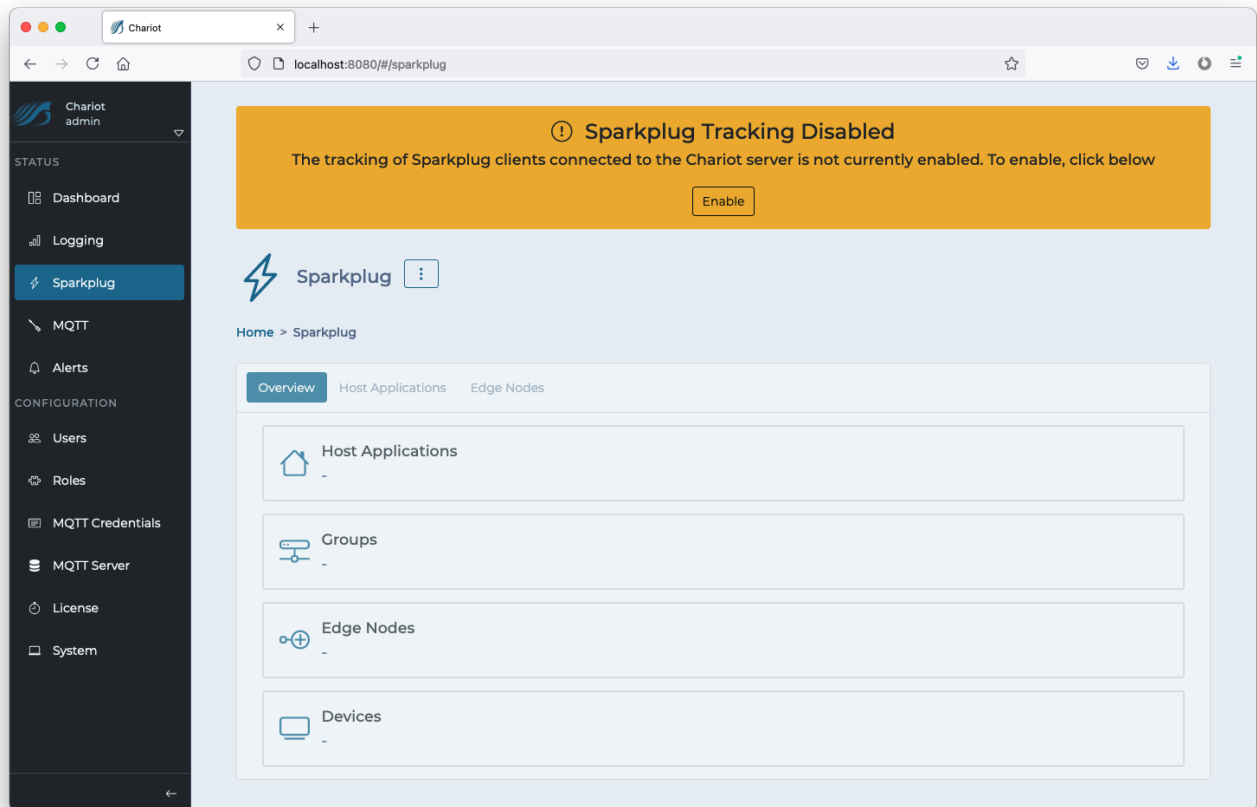 Chariot
localhost:8080/#/sparkplug
Chariot
admin
STATUS
Dashboard
Logging
Sparkplug
MQTT
Alerts
CONFIGURATION
Users
Roles
MQTT Credentials
MQTT Server
License
System
Sparkplug Tracking Disabled
The tracking of Sparkplug clients connected to the Chariot server is not currently enabled. To enable, click below
Enable
Sparkplug
Home > Sparkplug
Overview Host Applications Edge Nodes
Host Applications
-
Groups
-
Edge Nodes
-
Devices
-